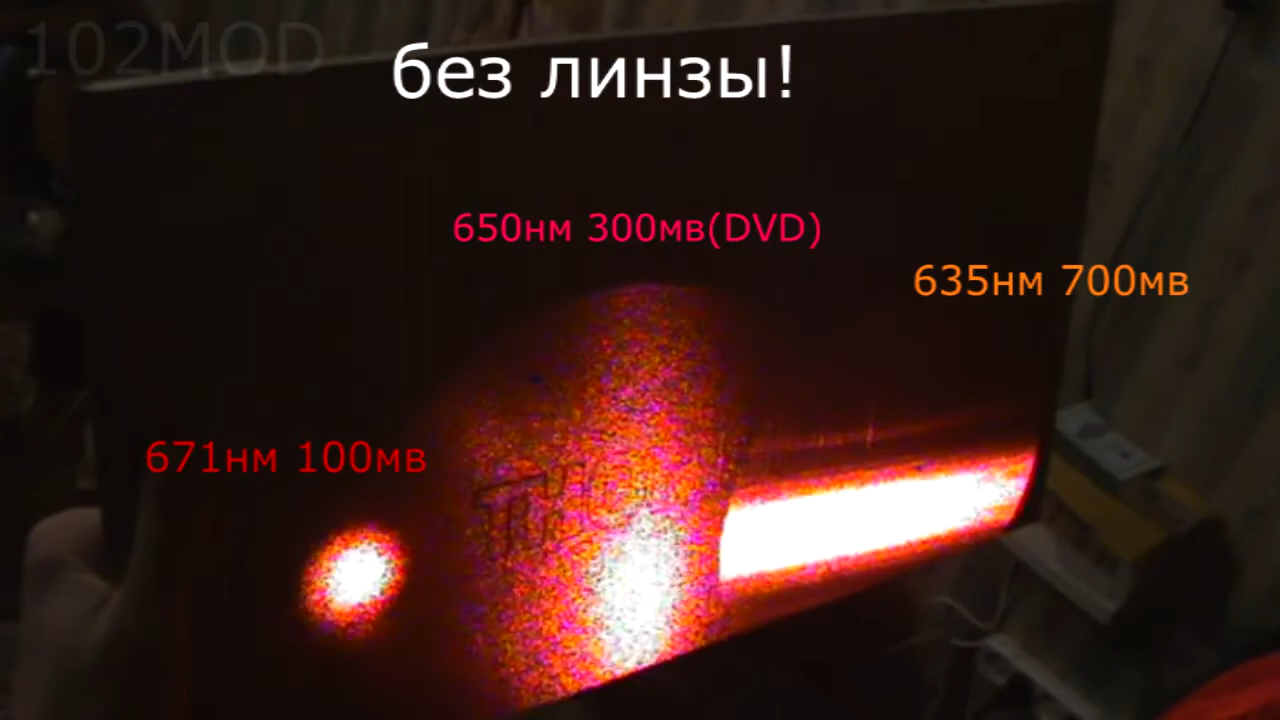 102MOD
без линзы!
650нм 300мв(DVD)
635нм 700мв
671нм 100мв